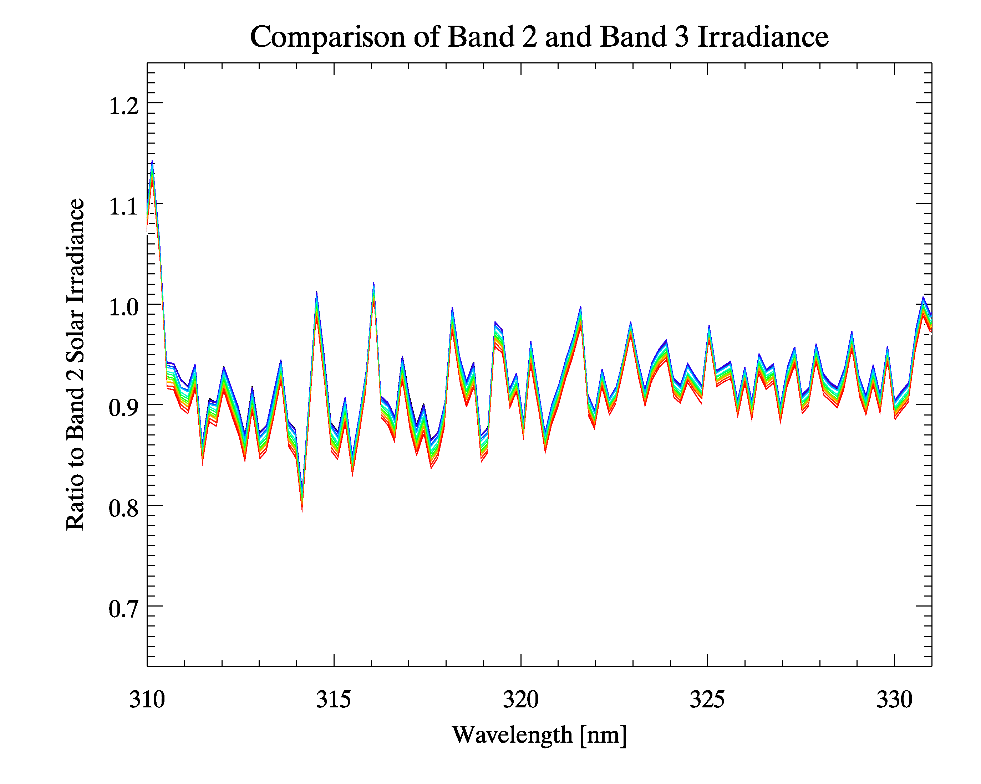 Comparison of Band 2 and Band 3 Irradiance
Ratio to Band 2 Solar Irradiance
1.2
1.1
1.0
0.9
0.8
0.7
310 315 320 325 330
Wavelength [nm]